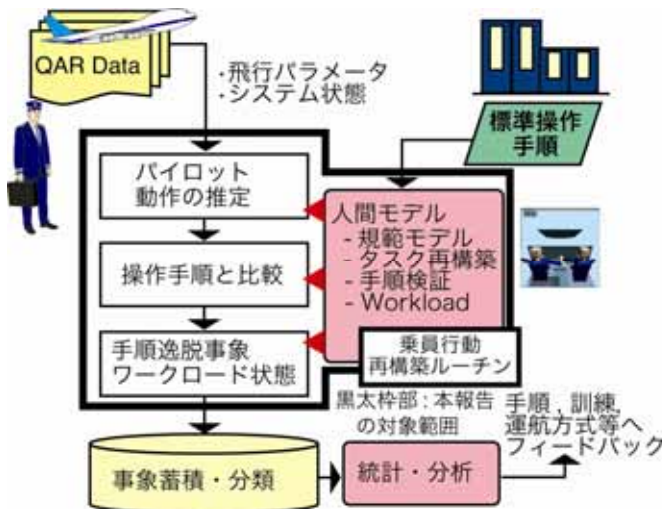 QAR Data
・飛行パラメータ
・システム状態
標準操作
手順
パイロット
動作の推定
人間モデル
- 規範モデル
- タスク再構築
- 手順検証
- Workload
操作手順と比較
手順逸脱事象
ワークロード状態
乗員行動
再構築ルーチン
黒太枠部：本報告
の対象範囲
手順，訓練，
運航方式等へ
フィードバック
事象蓄積・分類
統計・分析